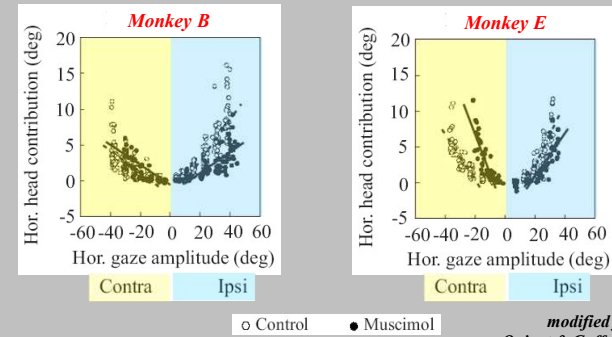 Monkey B
Hor. head contribution (deg)
20
15
10
5
0
-5
-60 -40 -20 0 20 40 60
Hor. gaze amplitude (deg)
Contra Ipsi
Monkey E
Hor. head contribution (deg)
20
15
10
5
0
-5
-60 -40 -20 0 20 40 60
Hor. gaze amplitude (deg)
Contra Ipsi
Control Muscimol
modified